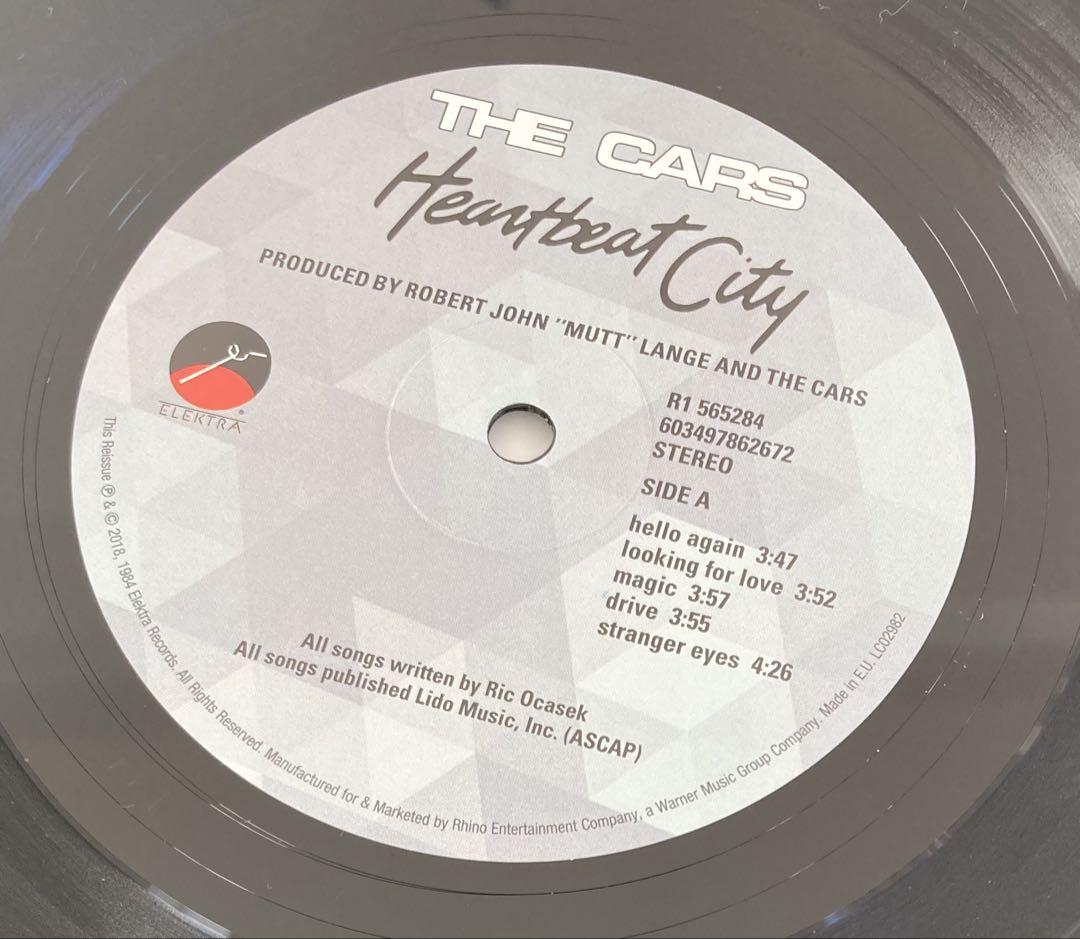 THE CARS
Heartbeat City
PRODUCED BY ROBERT JOHN "MUTT" LANGE AND THE CARS
ELEKTRA®
R1 565284
603497862672
STEREO
SIDE A
hello again 3:47
looking for love 3:52
magic 3:57
drive 3:55
stranger eyes 4:26
All songs written by Ric Ocasek
All songs published Lido Music, Inc. (ASCAP)
This Reissue ℗ & © 2018, 1984 Elektra Records. All Rights Reserved. Manufactured for & Marketed by Rhino Entertainment Company, a Warner Music Group Company. Made in E.U. LC02982